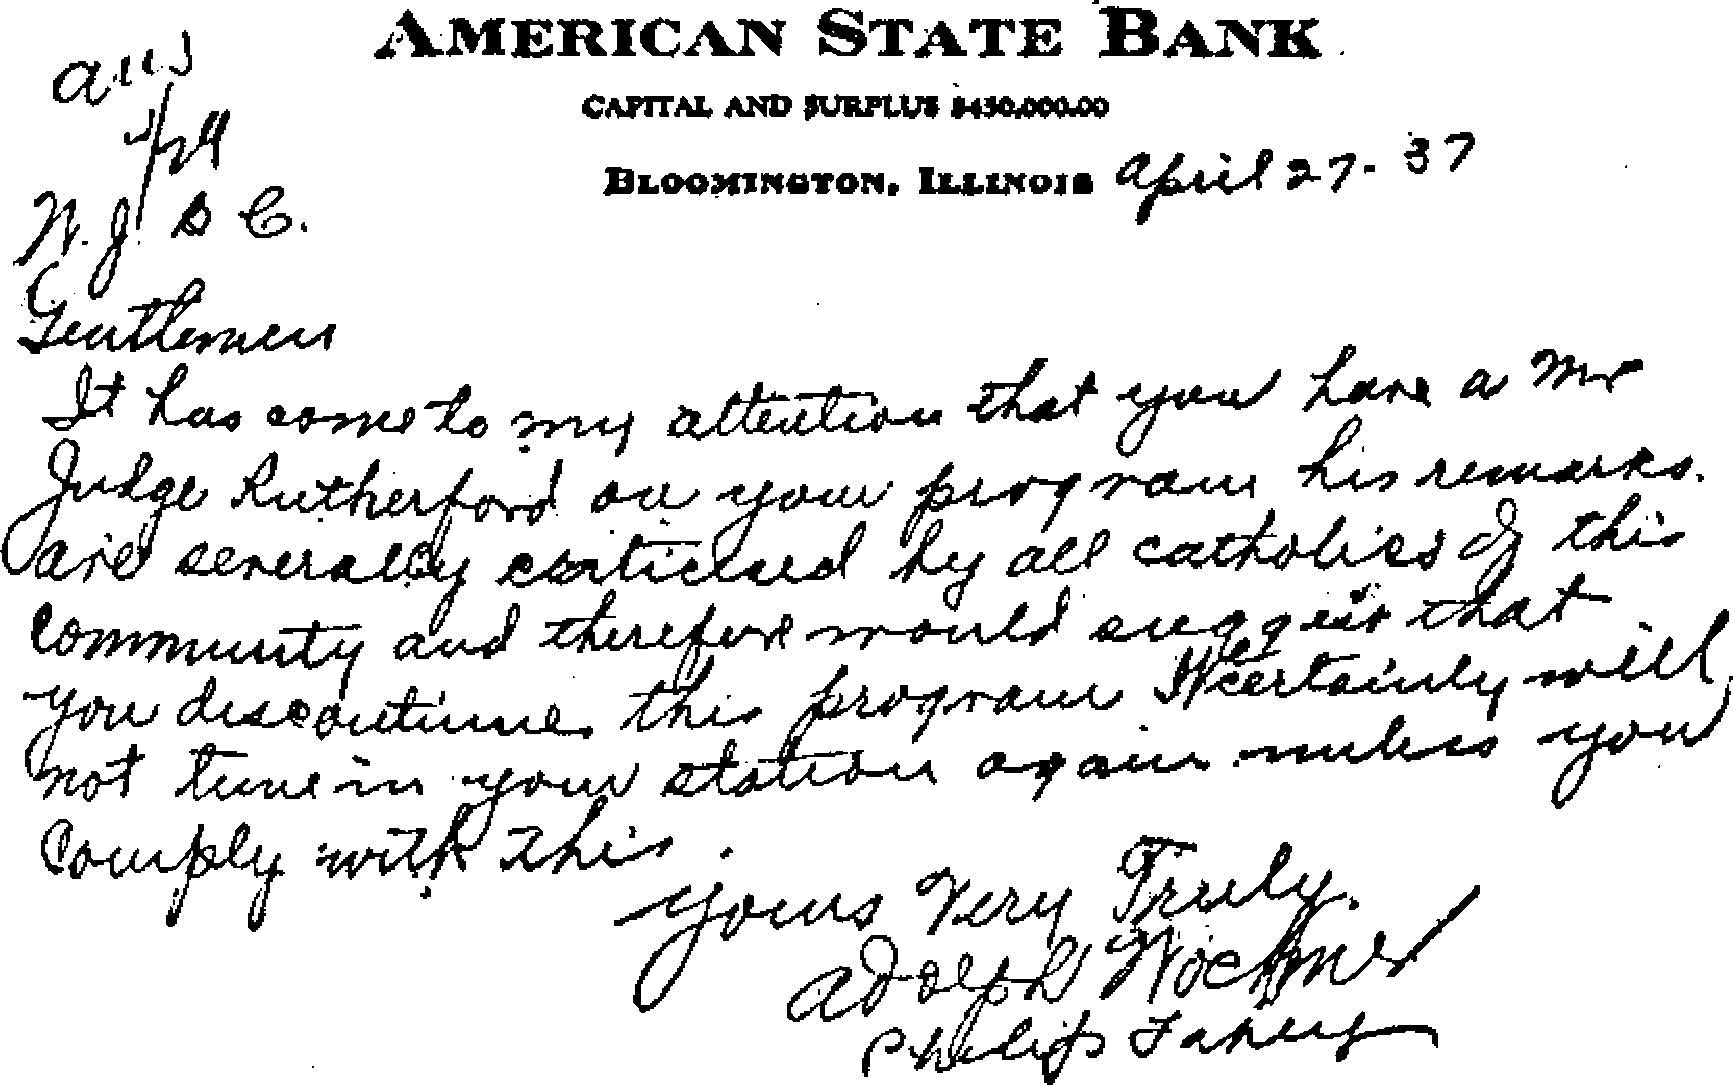 AMERICAN STATE BANK
CAPITAL AND SURPLUS $450,000.00
ans
BLOOMINGTON, ILLINOIS April 27-37
W. J. B C.
Gentlemen
It has come to my attention that you have a Mr
Judge Rutherford on your program his remarks.
are severally criticised by all catholics of this
community and therefore would suggest that
you discontinue this program We certainly will
not tune in your station again unless you
comply with this.
Yours Very Truly.
Adolph Woehner
Philip Fahey